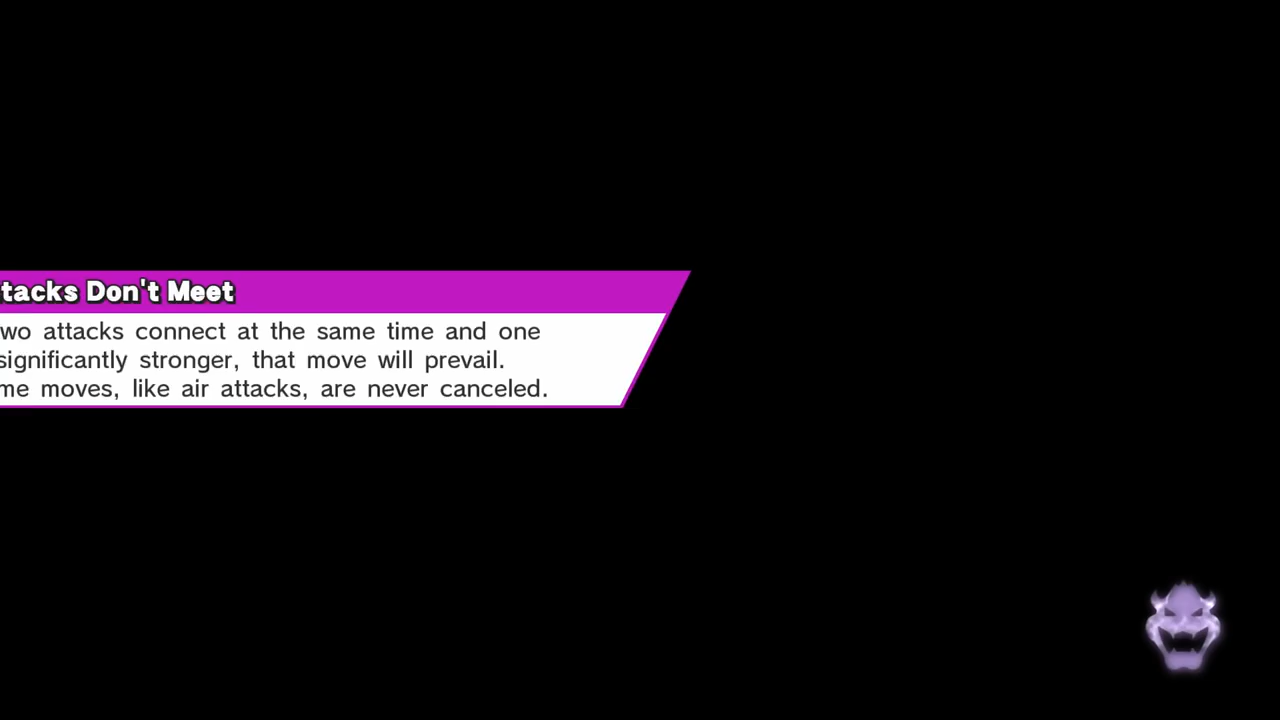 tacks Don't Meet
wo attacks connect at the same time and one
significantly stronger, that move will prevail.
me moves, like air attacks, are never canceled.